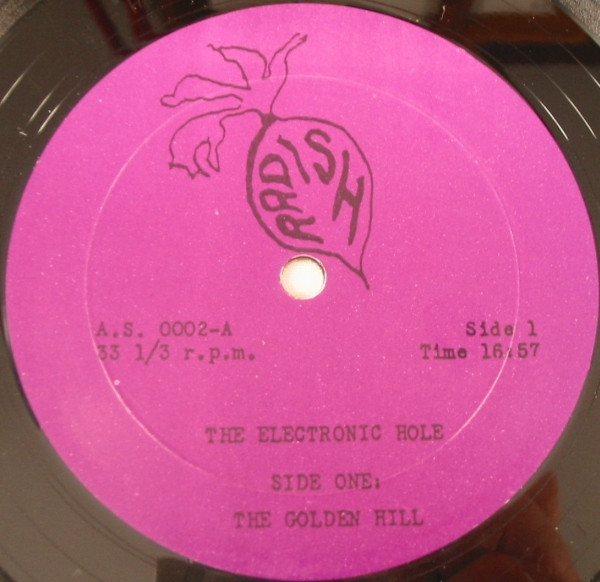 RADISH
A.S. 0002-A
Side 1
33 1/3 r.p.m.
Time 16:57
THE ELECTRONIC HOLE
SIDE ONE:
THE GOLDEN HILL